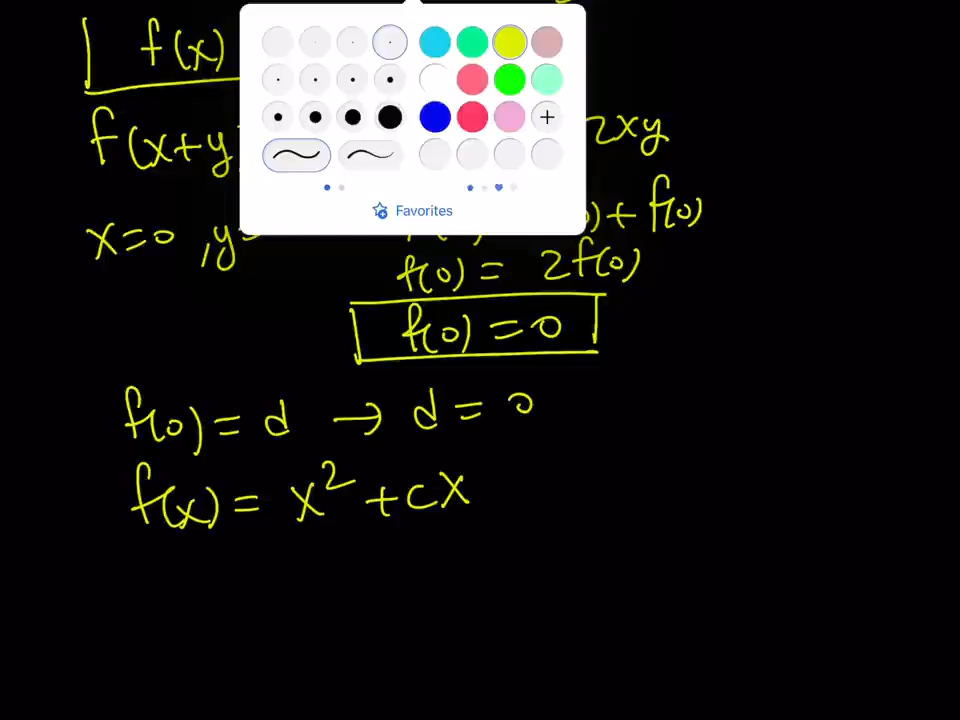 f(x)
f(x+y 2xy
x=0 ,y= )+f(0)
f(0) = 2f(0)
f(0) = 0
f(0) = d → d = 0
f(x) = x² + cx
Favorites